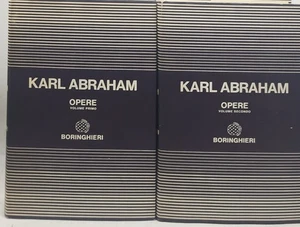 KARL ABRAHAM
OPERE
VOLUME PRIMO
BORINGHIERI
KARL ABRAHAM
OPERE
VOLUME SECONDO
BORINGHIERI